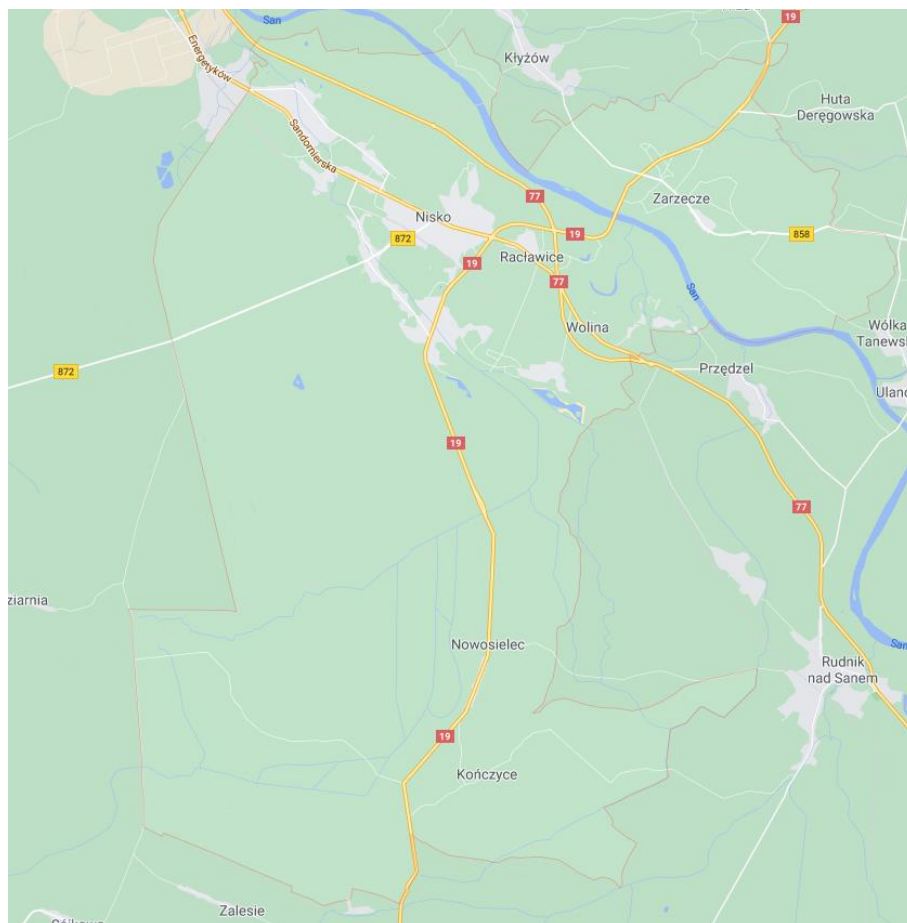 San
19
Energetyków
Kłyżów
Huta
Deręgowska
Sandomierska
77
Zarzecze
Nisko
872
19
858
Racławice
19
77
San
Wolina
Wólka
Tanewsk
872
Przędzel
Ulanó
19
77
ziarnia
Nowosielec
San
Rudnik
nad Sanem
19
Kończyce
Zalesie